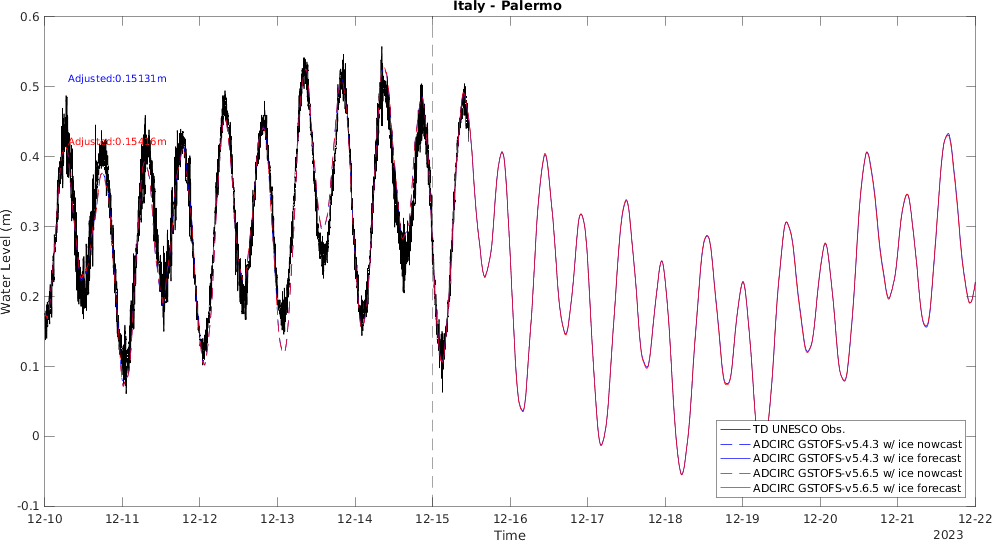 Italy - Palermo
0.6
0.5
0.4
0.3
0.2
0.1
0
-0.1
Water Level (m)
Adjusted:0.15131m
TD UNESCO Obs.
ADCIRC GSTOFS-v5.4.3 w/ ice nowcast
ADCIRC GSTOFS-v5.4.3 w/ ice forecast
ADCIRC GSTOFS-v5.6.5 w/ ice nowcast
ADCIRC GSTOFS-v5.6.5 w/ ice forecast
12-10 12-11 12-12 12-13 12-14 12-15 12-16 12-17 12-18 12-19 12-20 12-21 12-22
Time
2023